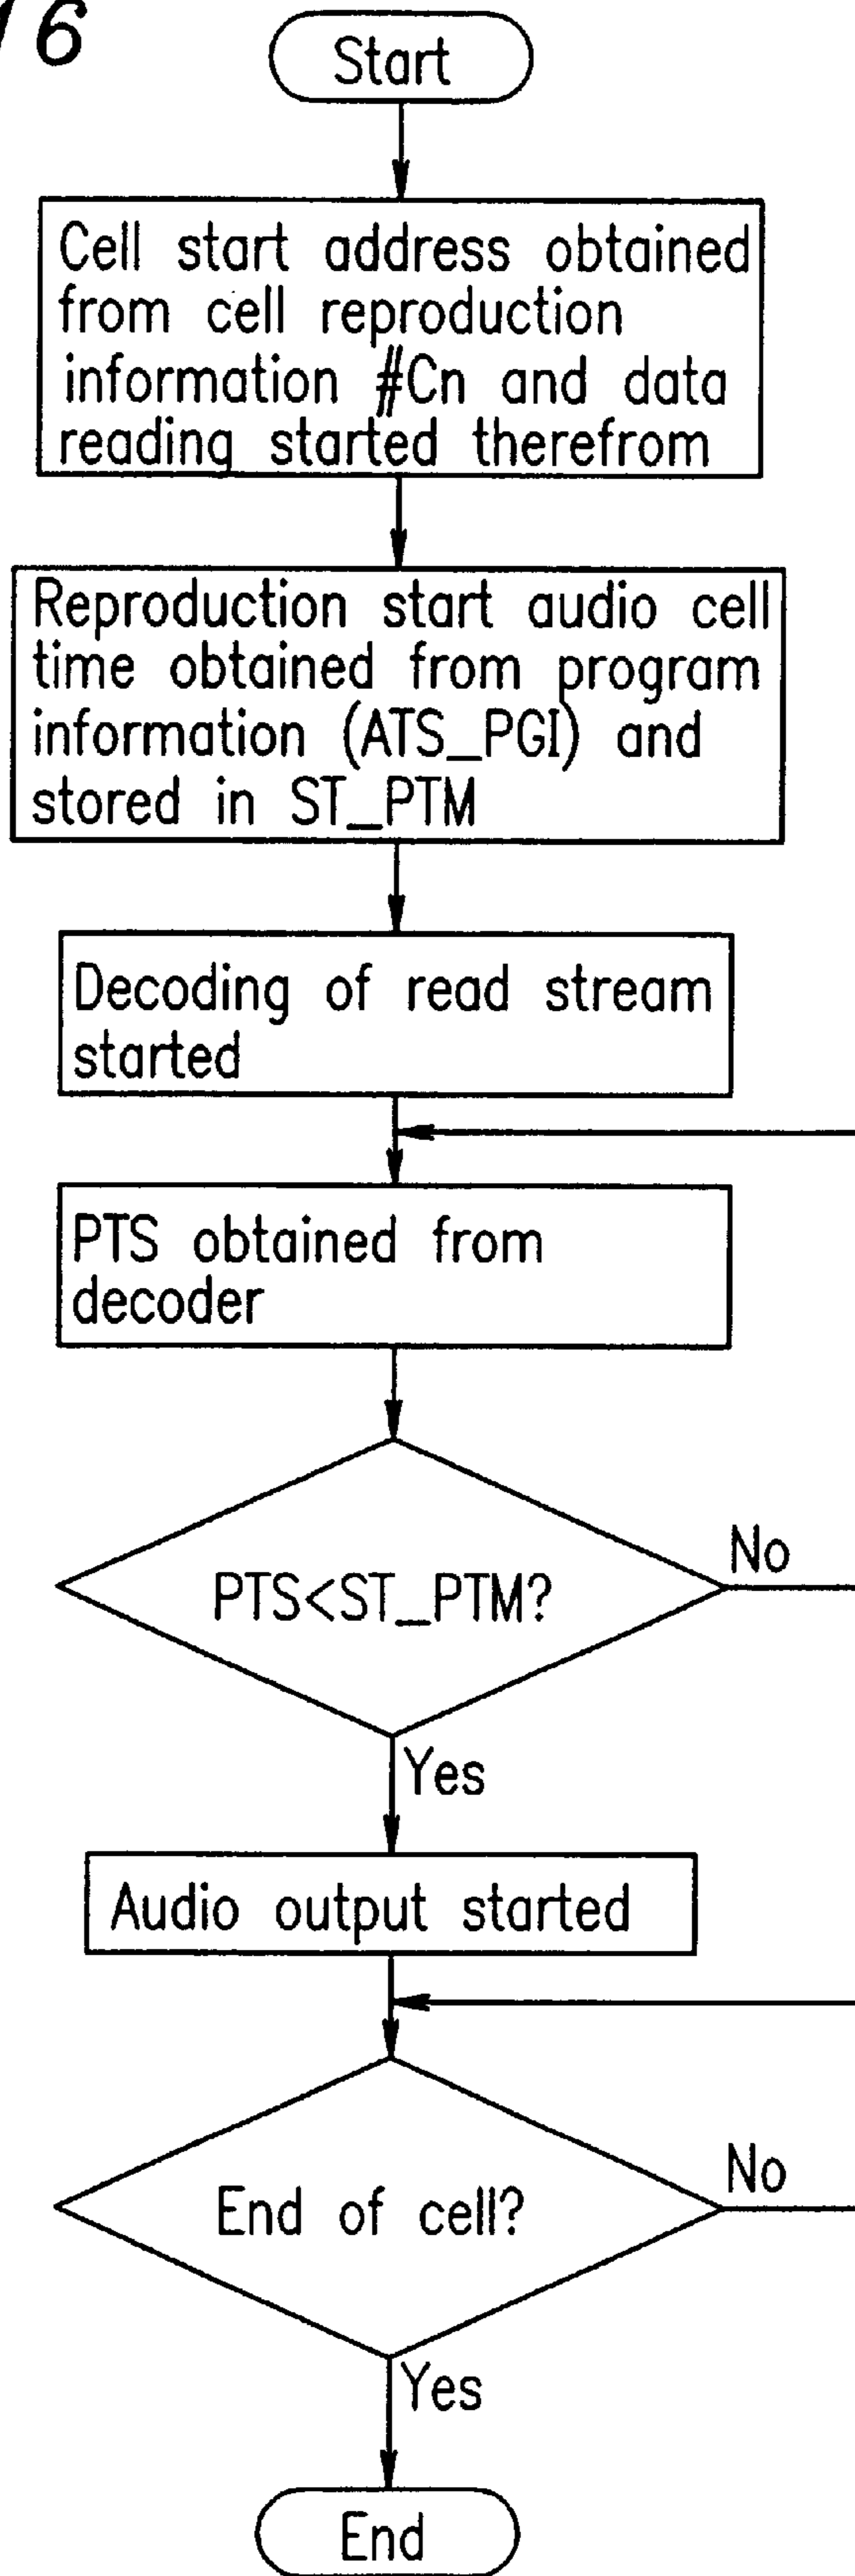 16
Start
Cell start address obtained
from cell reproduction
information #Cn and data
reading started therefrom
Reproduction start audio cell
time obtained from program
information (ATS_PGI) and
stored in ST_PTM
Decoding of read stream
started
PTS obtained from
decoder
PTS<ST_PTM?
No
Yes
Audio output started
End of cell?
No
Yes
End